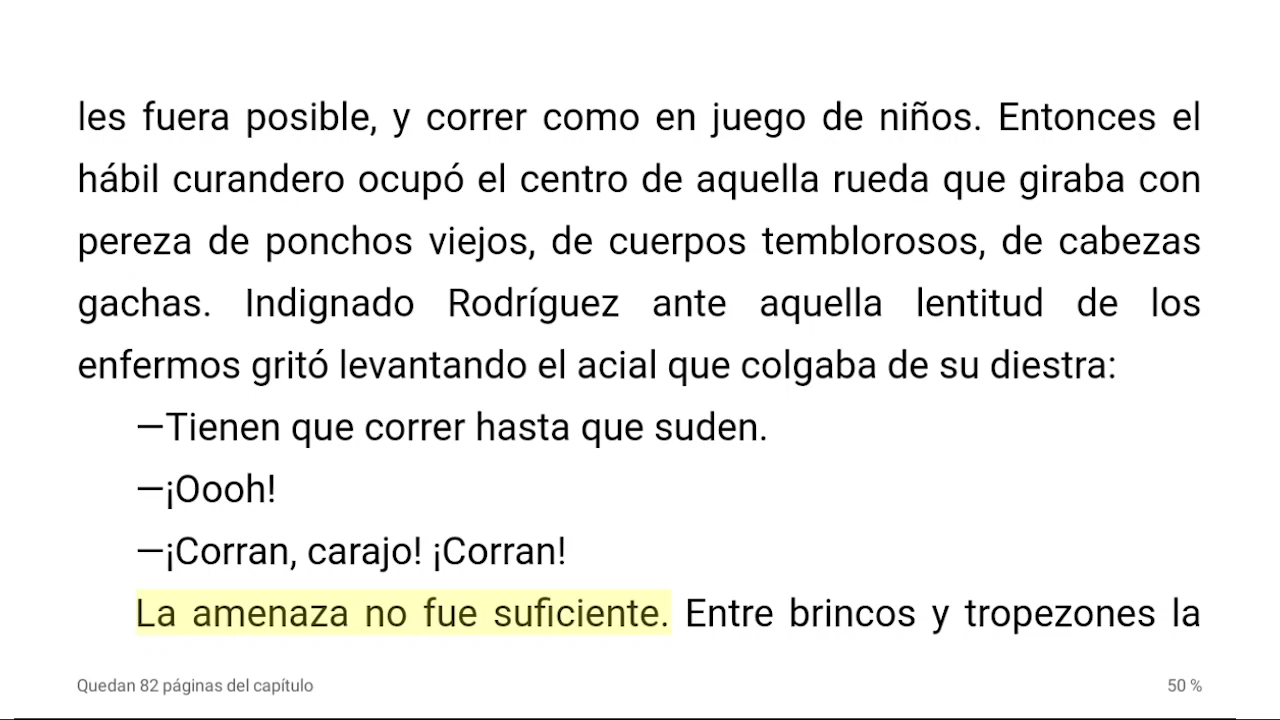 les fuera posible, y correr como en juego de niños. Entonces el
hábil curandero ocupó el centro de aquella rueda que giraba con
pereza de ponchos viejos, de cuerpos temblorosos, de cabezas
gachas. Indignado Rodríguez ante aquella lentitud de los
enfermos gritó levantando el acial que colgaba de su diestra:
—Tienen que correr hasta que suden.
—¡Oooh!
—¡Corran, carajo! ¡Corran!
La amenaza no fue suficiente. Entre brincos y tropezones la
Quedan 82 páginas del capítulo 50 %